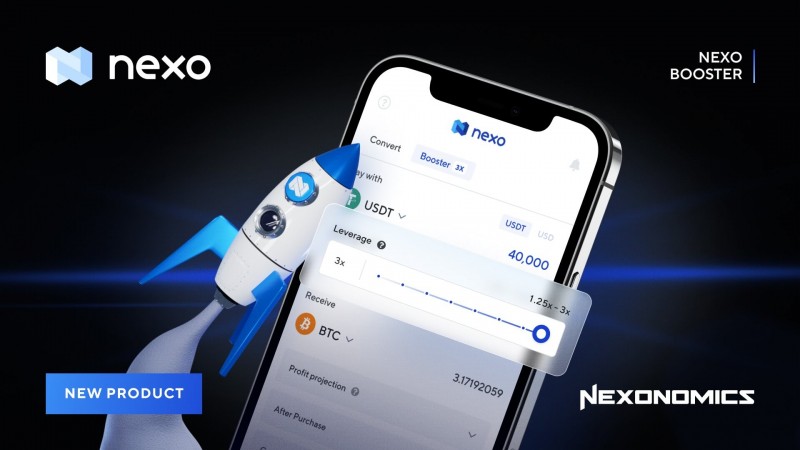 nexo
NEXO
BOOSTER
nexo
Convert
Booster 3X
Pay with
USDT
USDT USD
40,000
Leverage ?
3x
1.25x - 3x
Receive
BTC
3.17192059
Profit projection ?
After Purchase
NEW PRODUCT
NEXONOMICS